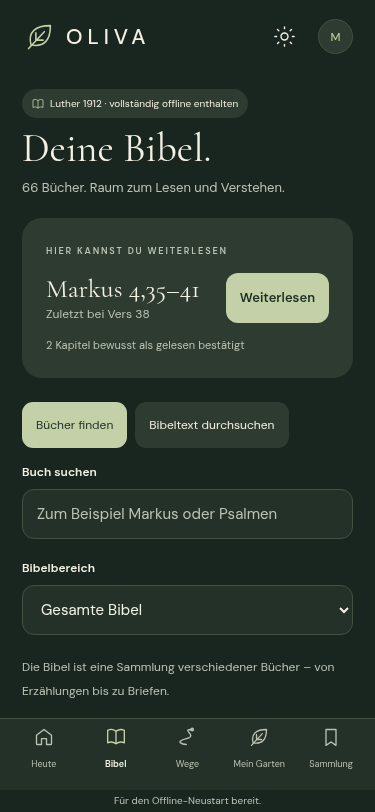 OLIVA
M
Luther 1912 · vollständig offline enthalten
Deine Bibel.
66 Bücher. Raum zum Lesen und Verstehen.
HIER KANNST DU WEITERLESEN
Markus 4,35–41
Weiterlesen
Zuletzt bei Vers 38
2 Kapitel bewusst als gelesen bestätigt
Bücher finden
Bibeltext durchsuchen
Buch suchen
Zum Beispiel Markus oder Psalmen
Bibelbereich
Gesamte Bibel
Die Bibel ist eine Sammlung verschiedener Bücher – von
Erzählungen bis zu Briefen.
Heute
Bibel
Wege
Mein Garten
Sammlung
Für den Offline-Neustart bereit.